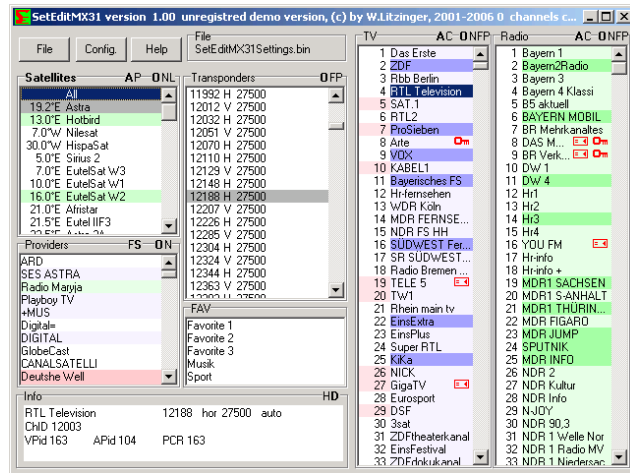 SetEditMX31 version 1.00 unregistred demo version, (c) by W.Litzinger, 2001-2006 0 channels c...
File
Config.
Help
File
SetEditMX31Settings.bin
Satellites AP ONL
All
19.2°E Astra
13.0°E Hotbird
7.0°W Nilesat
30.0°W HispaSat
5.0°E Sirius 2
7.0°E EutelSat W3
10.0°E EutelSat W1
16.0°E EutelSat W2
21.0°E Afristar
21.5°E Eutel IIF3
Providers FS ON
ARD
SES ASTRA
Radio Maryja
Playboy TV
+MUS
Digital=
DIGITAL
GlobeCast
CANALSATELLI
Deutshe Well
Transponders OFP
11992 H 27500
12012 V 27500
12032 H 27500
12051 V 27500
12070 H 27500
12110 H 27500
12129 V 27500
12148 H 27500
12188 H 27500
12207 V 27500
12226 H 27500
12285 V 27500
12304 H 27500
12324 V 27500
12344 H 27500
12363 V 27500
FAV
Favorite 1
Favorite 2
Favorite 3
Musik
Sport
Info HD
RTL Television 12188 hor 27500 auto
ChID 12003
VPid 163 APid 104 PCR 163
TV AC ONFP
1 Das Erste
2 ZDF
3 Rbb Berlin
4 RTL Television
5 SAT.1
6 RTL2
7 ProSieben
8 Arte
9 VOX
10 KABEL1
11 Bayerisches FS
12 Hr-fernsehen
13 WDR Köln
14 MDR FERNSE...
15 NDR FS HH
16 SÜDWEST Fer...
17 SR SÜDWEST...
18 Radio Bremen ...
19 TELE 5
20 TW1
21 Rhein main tv
22 EinsExtra
23 EinsPlus
24 Super RTL
25 KiKa
26 NICK
27 GigaTV
28 Eurosport
29 DSF
30 3sat
31 ZDFtheaterkanal
32 EinsFestival
33 ZDFdokukanal
Radio AC ONFP
1 Bayern 1
2 Bayern2Radio
3 Bayern 3
4 Bayern 4 Klassi
5 B5 aktuell
6 BAYERN MOBIL
7 BR Mehrkanaltes
8 DAS M...
9 BR Verk...
10 DW 1
11 DW 4
12 Hr1
13 Hr2
14 Hr3
15 Hr4
16 YOU FM
17 Hr-info
18 Hr-info +
19 MDR1 SACHSEN
20 MDR1 S-ANHALT
21 MDR1 THÜRIN...
22 MDR FIGARO
23 MDR JUMP
24 SPUTNIK
25 MDR INFO
26 NDR 2
27 NDR Kultur
28 NDR Info
29 N-JOY
30 NDR 90,3
31 NDR 1 Welle Nor
32 NDR 1 Radio MV
33 NDR 1 Niedersac